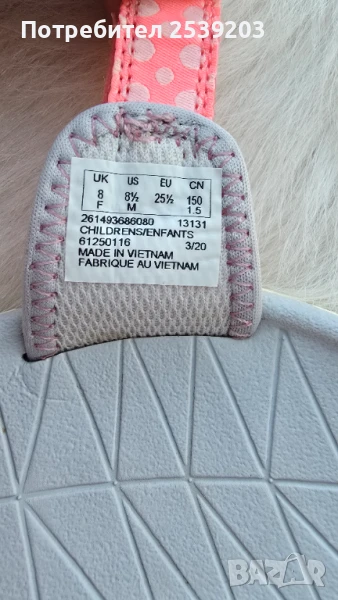 Потребител 2539203
UK US EU CN
8 8½ 25½ 150
F M 1.5
261493686080 13131
CHILDRENS/ENFANTS
61250116 3/20
MADE IN VIETNAM
FABRIQUE AU VIETNAM
BAZAR